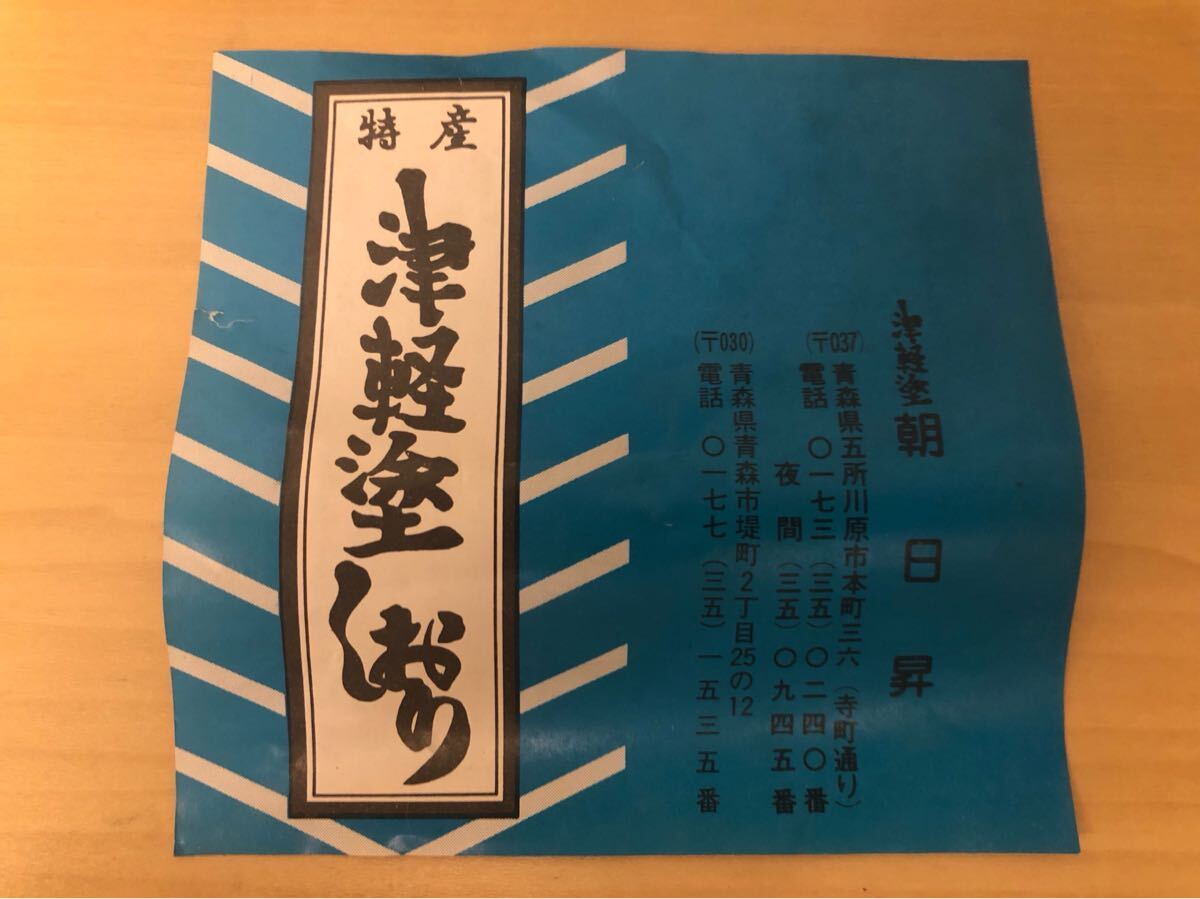 津軽塗 朝日昇
(〒037) 青森県五所川原市本町三六(寺町通り)
電話 〇一七三(三五)〇二四〇番
夜間(三五)〇九四五番
(〒030) 青森県青森市堤町2丁目25の12
電話 〇一七七(三五)一五三五番
特産
津軽塗
しおり